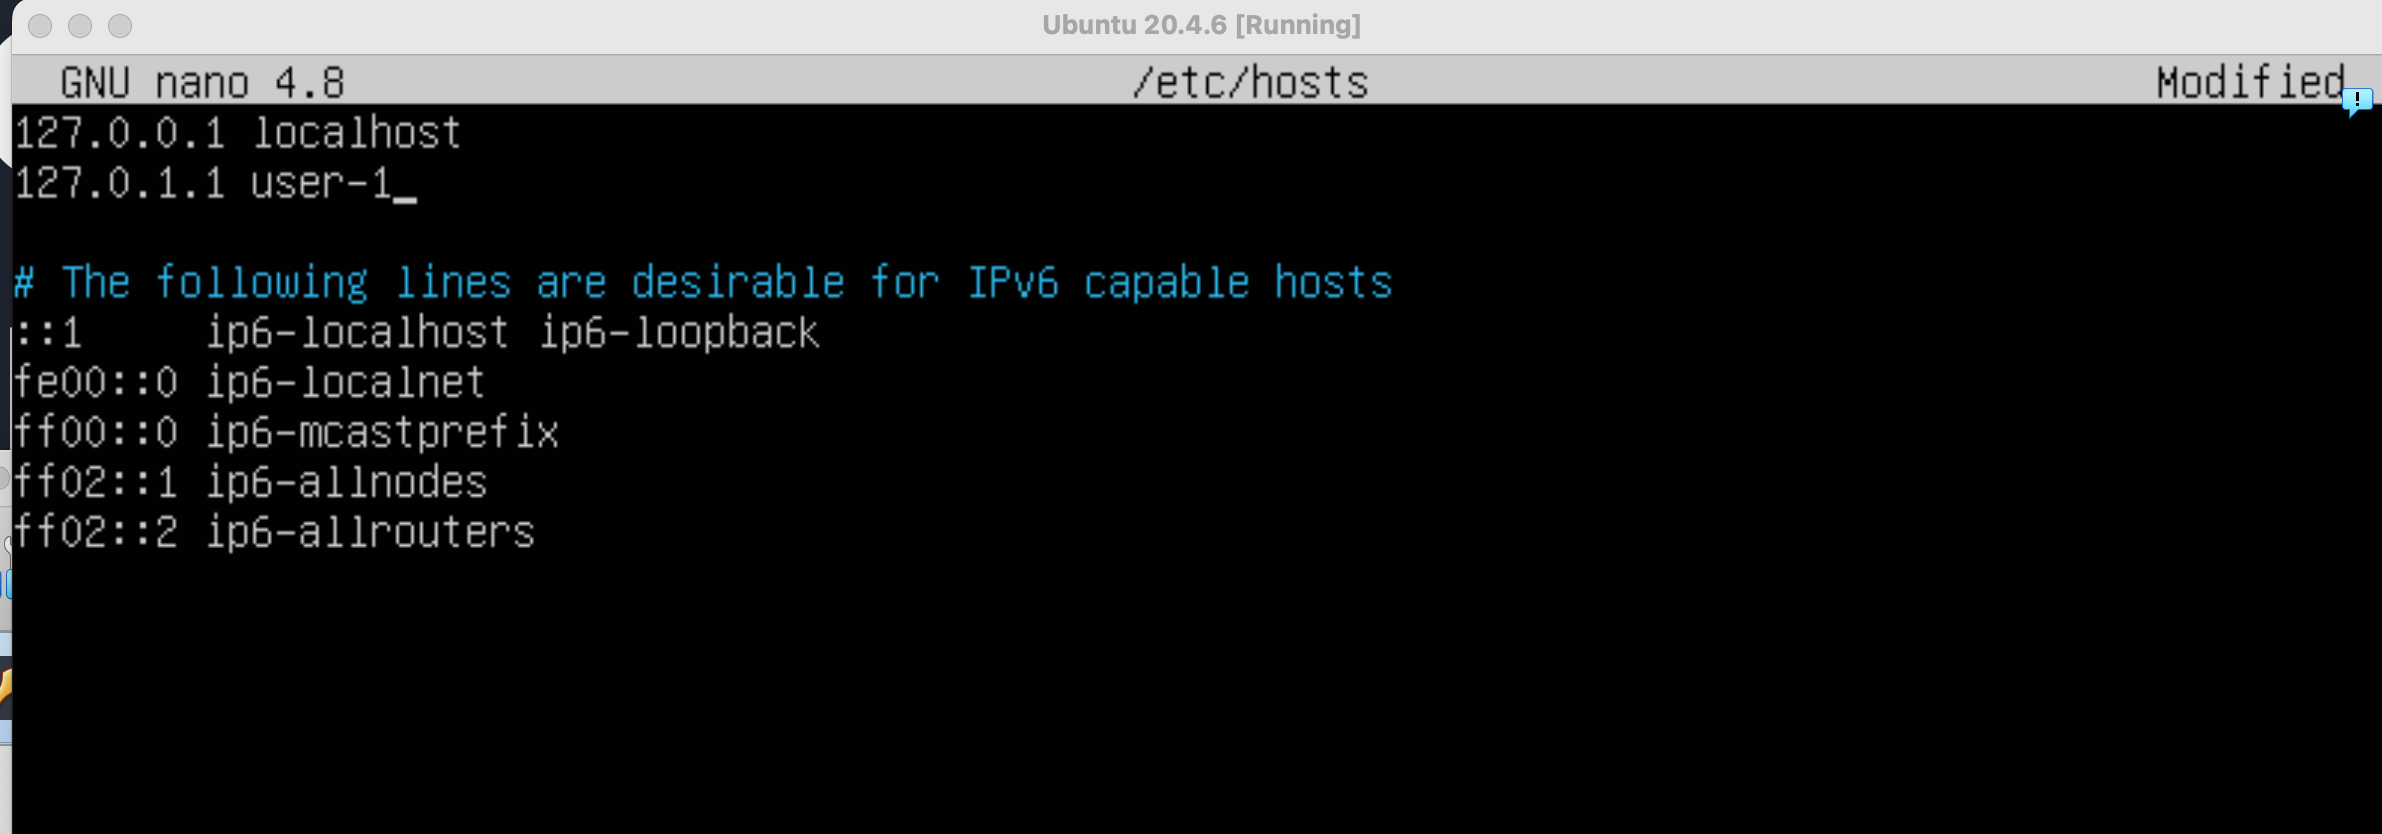 Ubuntu 20.4.6 [Running]
GNU nano 4.8 /etc/hosts Modified
127.0.0.1 localhost
127.0.1.1 user-1_
# The following lines are desirable for IPv6 capable hosts
::1 ip6-localhost ip6-loopback
fe00::0 ip6-localnet
ff00::0 ip6-mcastprefix
ff02::1 ip6-allnodes
ff02::2 ip6-allrouters